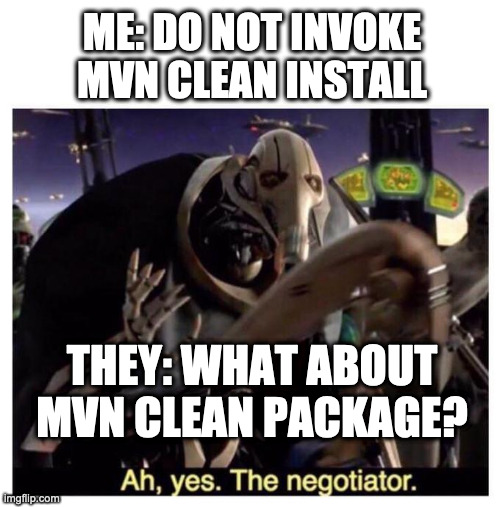 ME: DO NOT INVOKE
MVN CLEAN INSTALL
THEY: WHAT ABOUT
MVN CLEAN PACKAGE?
Ah, yes. The negotiator.
imgflip.com